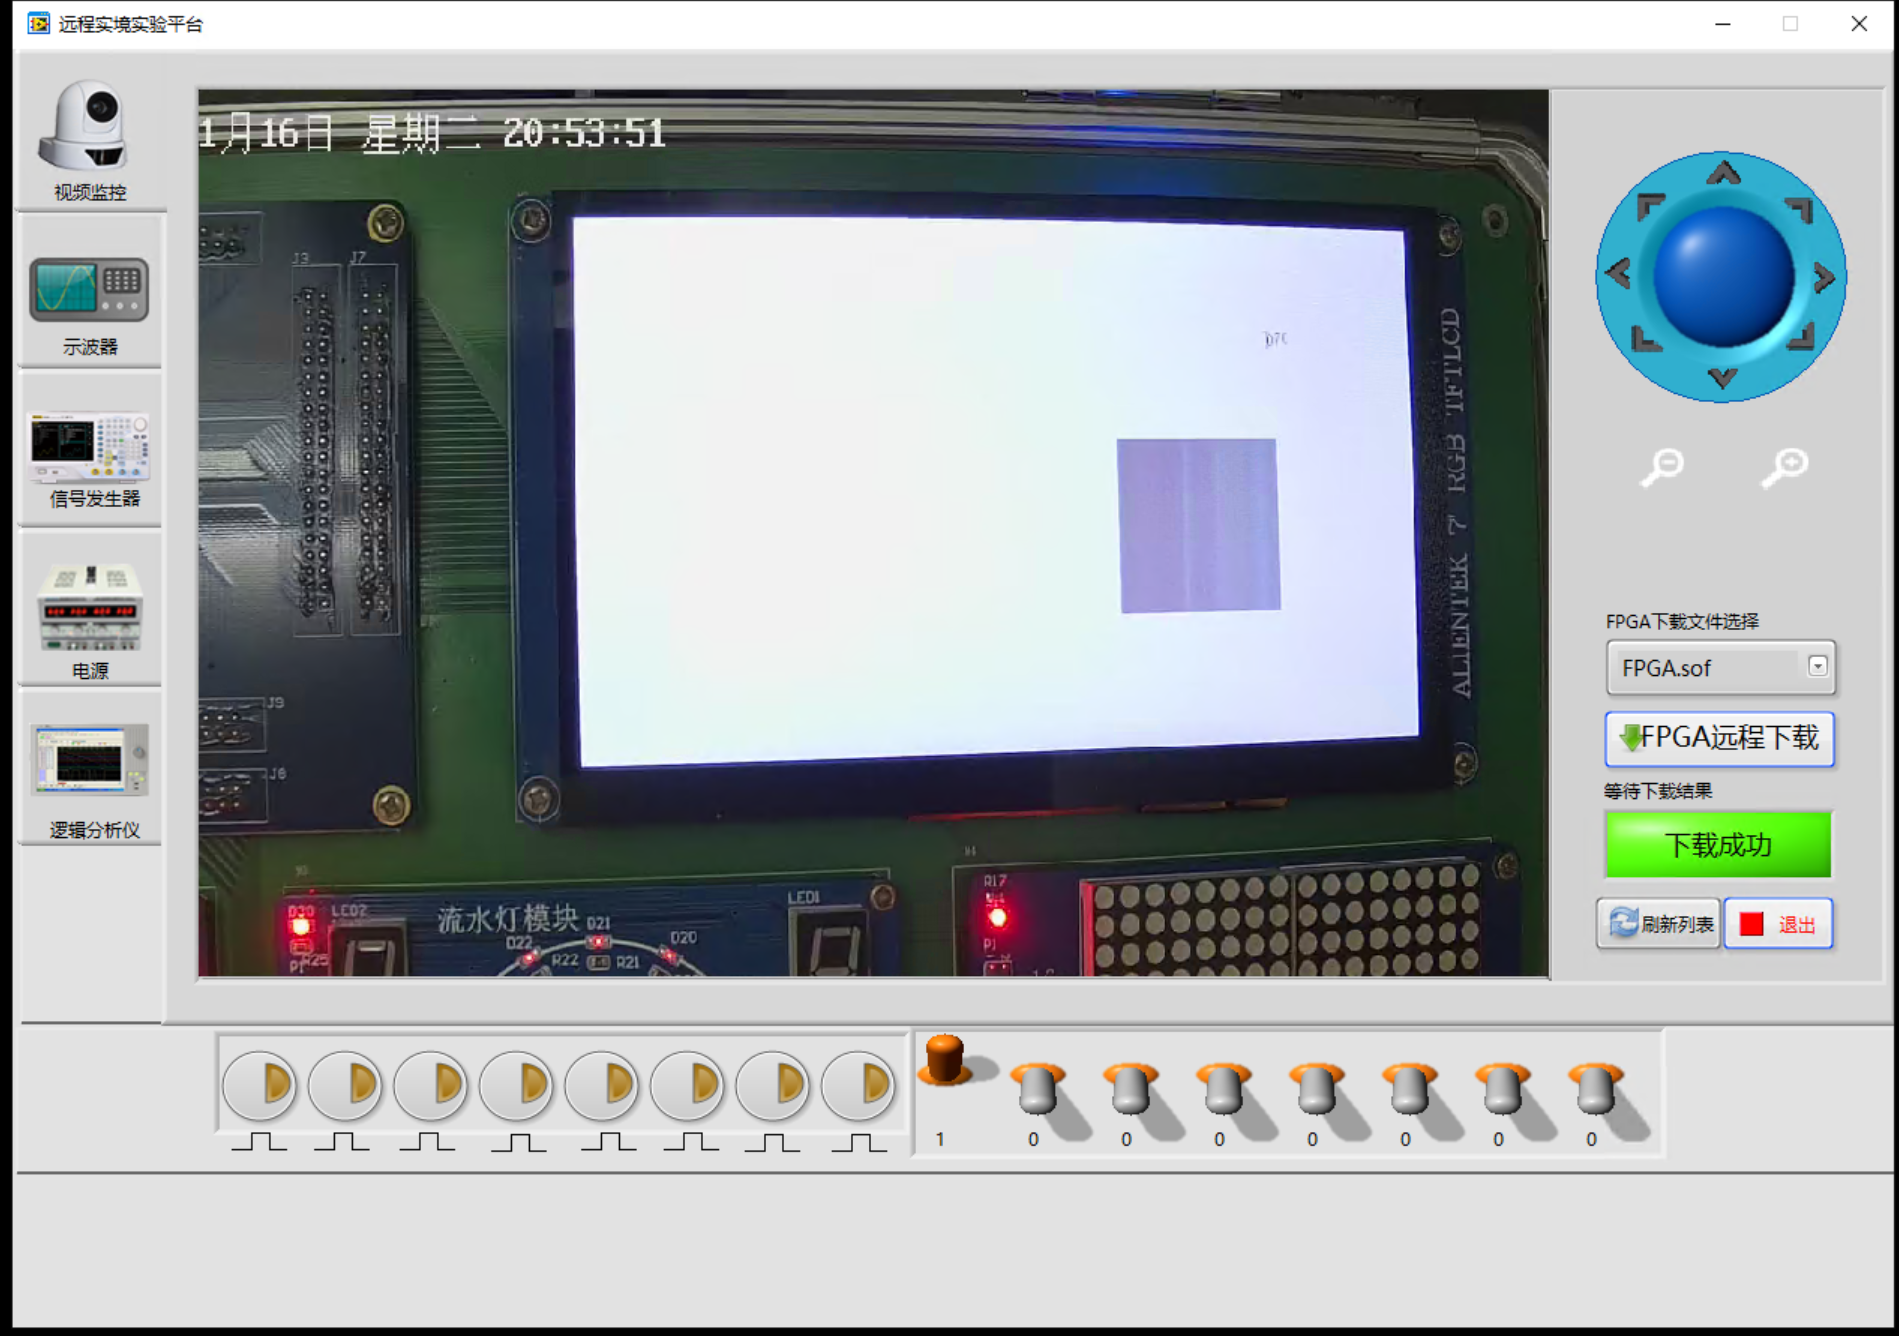 远程实境实验平台
视频监控
示波器
信号发生器
电源
逻辑分析仪
1月16日 星期二 20:53:51
J3
J7
J9
J6
D7C
ALIENTEK 7' RGB TFTLCD
D30
LED2
R25
流水灯模块
D22
D21
D20
R22
R21
LED1
R17
P1
FPGA下载文件选择
FPGA.sof
FPGA远程下载
等待下载结果
下载成功
刷新列表
退出
1
0
0
0
0
0
0
0